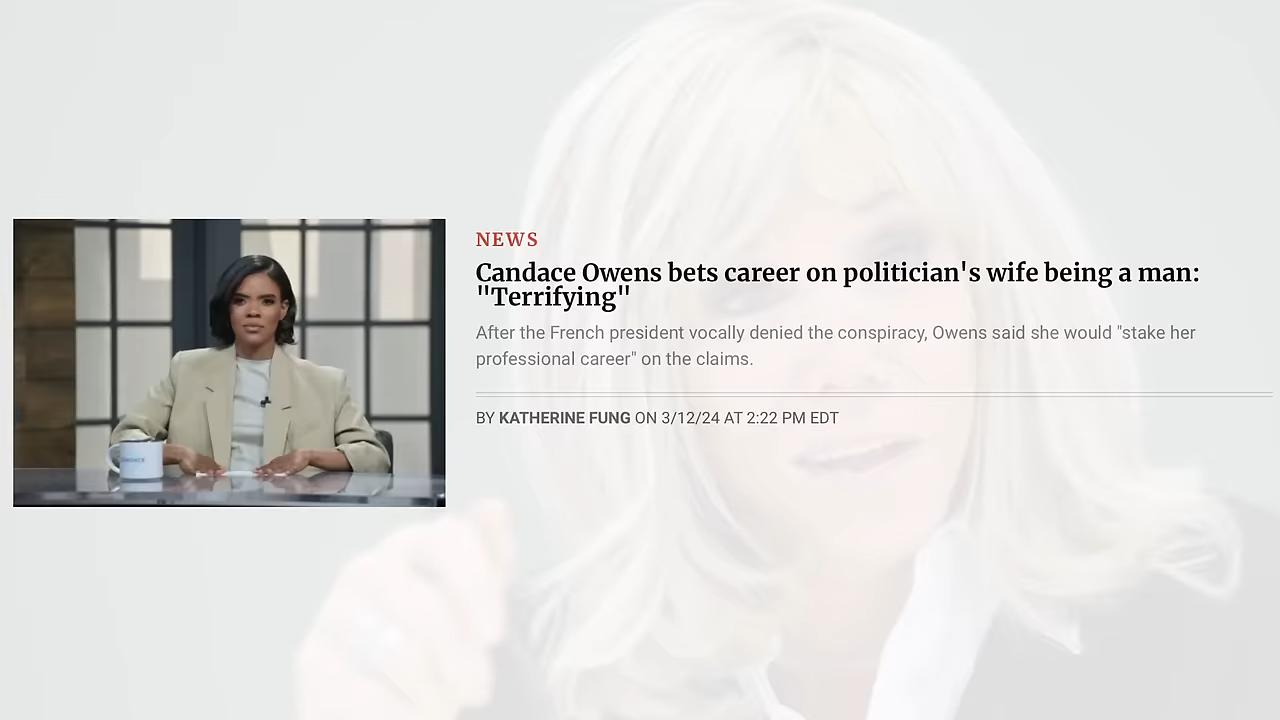 NEWS
Candace Owens bets career on politician's wife being a man:
"Terrifying"
After the French president vocally denied the conspiracy, Owens said she would "stake her
professional career" on the claims.
BY KATHERINE FUNG ON 3/12/24 AT 2:22 PM EDT